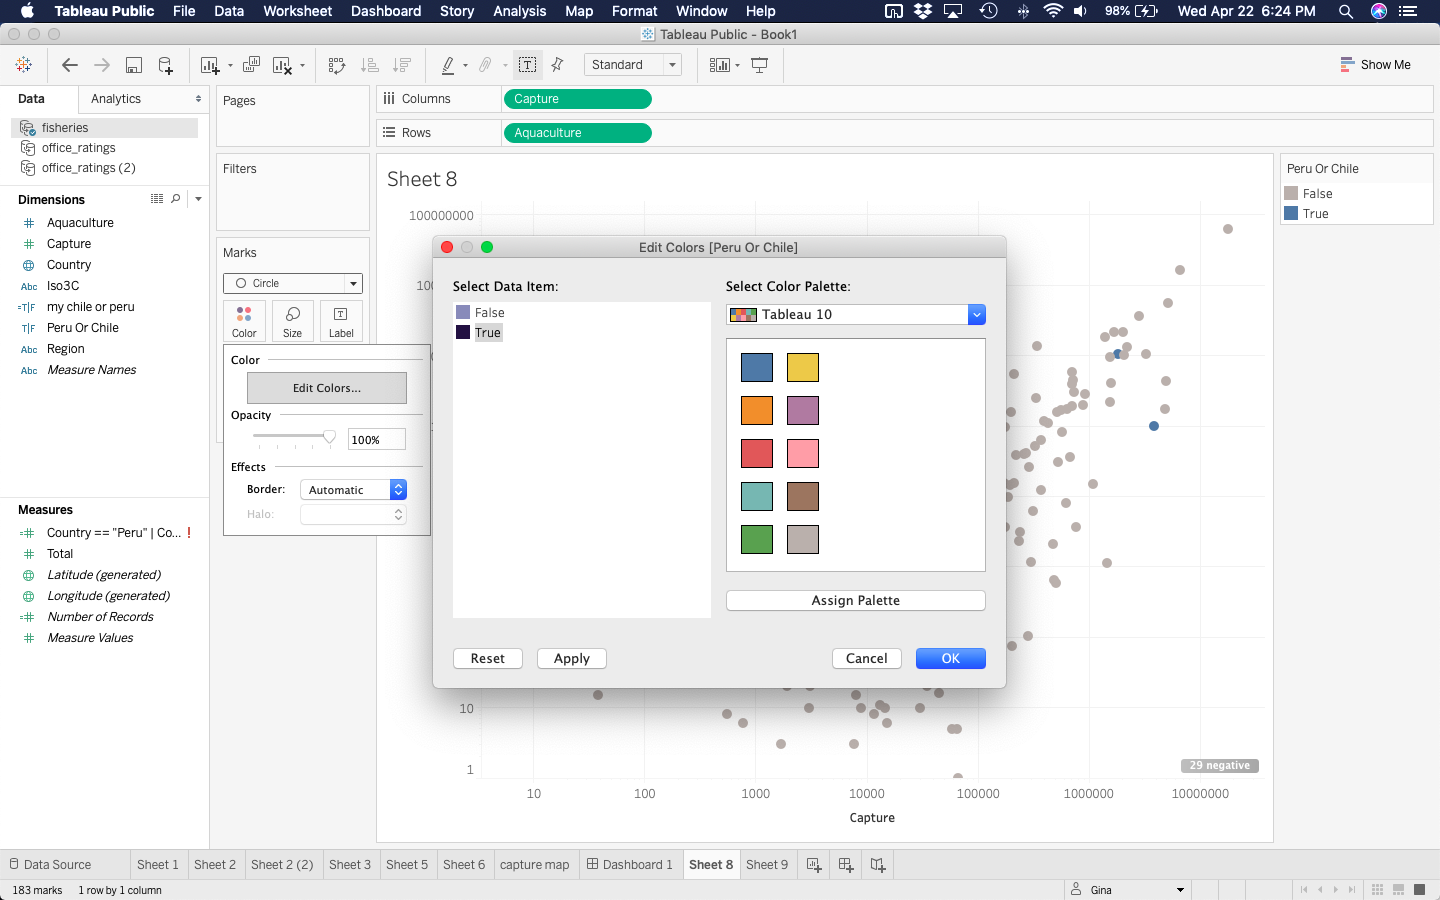 Tableau Public File Data Worksheet Dashboard Story Analysis Map Format Window Help 98% Wed Apr 22 6:24 PM
Tableau Public - Book1
Standard Show Me
Data Analytics
fisheries
office_ratings
office_ratings (2)
Dimensions
Aquaculture
Capture
Country
Abc Iso3C
=T|F my chile or peru
T|F Peru Or Chile
Abc Region
Abc Measure Names
Measures
Country == "Peru" | Co... !
Total
Latitude (generated)
Longitude (generated)
Number of Records
Measure Values
Pages
Filters
Marks
Circle
Color Size Label
Color
Edit Colors...
Opacity
100%
Effects
Border: Automatic
Halo:
Columns Capture
Rows Aquaculture
Sheet 8
100000000
10
1
10 100 1000 10000 100000 1000000 10000000
Capture
29 negative
Edit Colors [Peru Or Chile]
Select Data Item:
False
True
Select Color Palette:
Tableau 10
Assign Palette
Reset Apply Cancel OK
Peru Or Chile
False
True
Data Source Sheet 1 Sheet 2 Sheet 2 (2) Sheet 3 Sheet 5 Sheet 6 capture map Dashboard 1 Sheet 8 Sheet 9
183 marks 1 row by 1 column Gina